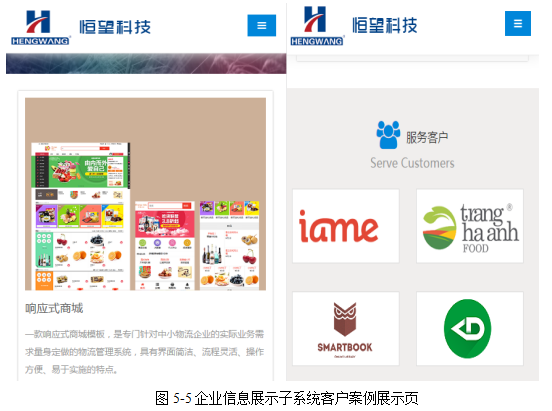 HENGWANG
恒望科技
响应式商城
一款响应式商城模板，是专门针对中小物流企业的实际业务需
求量身定做的物流管理系统，具有界面简洁、流程灵活、操作
方便、易于实施的特点。
HENGWANG
恒望科技
服务客户
Serve Customers
iame
trang
ha anh
FOOD
SMARTBOOK
图 5-5 企业信息展示子系统客户案例展示页